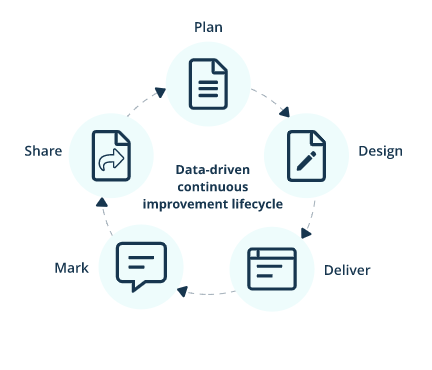 Plan
Share
Design
Data-driven
continuous
improvement lifecycle
Mark
Deliver